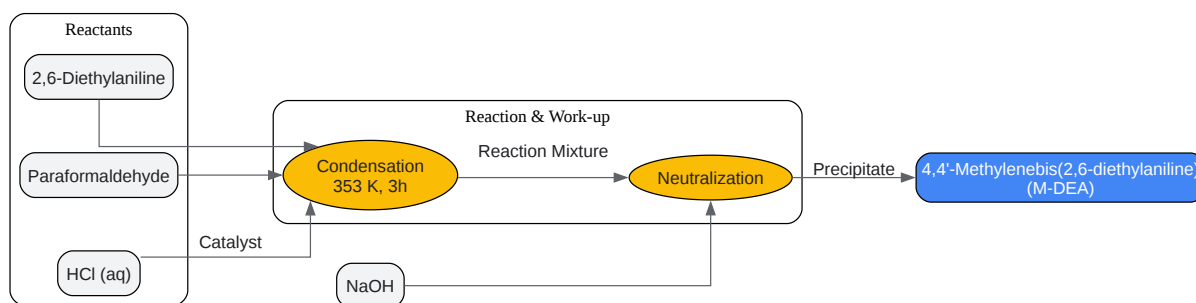 Reactants
2,6-Diethylaniline
Paraformaldehyde
HCl (aq)
Catalyst
Reaction & Work-up
Condensation
353 K, 3h
Reaction Mixture
Neutralization
NaOH
Precipitate
4,4'-Methylenebis(2,6-diethylaniline)
(M-DEA)